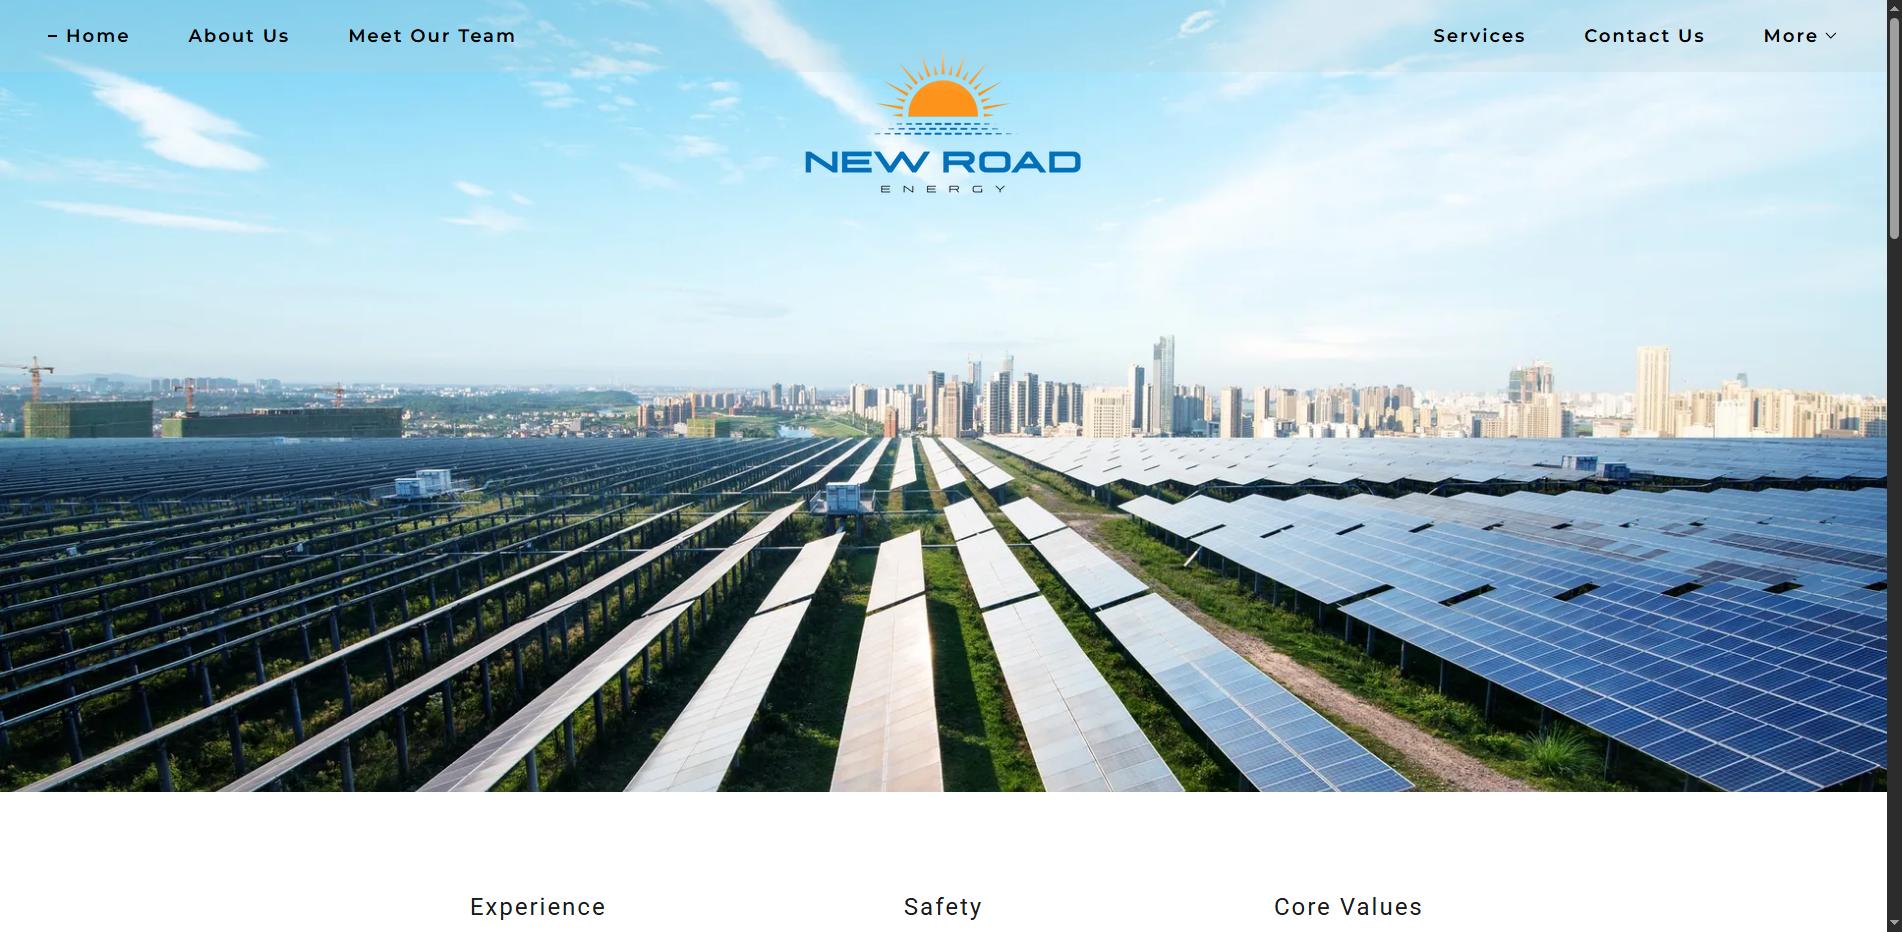 – Home
About Us
Meet Our Team
Services
Contact Us
More
NEW ROAD
ENERGY
Experience
Safety
Core Values